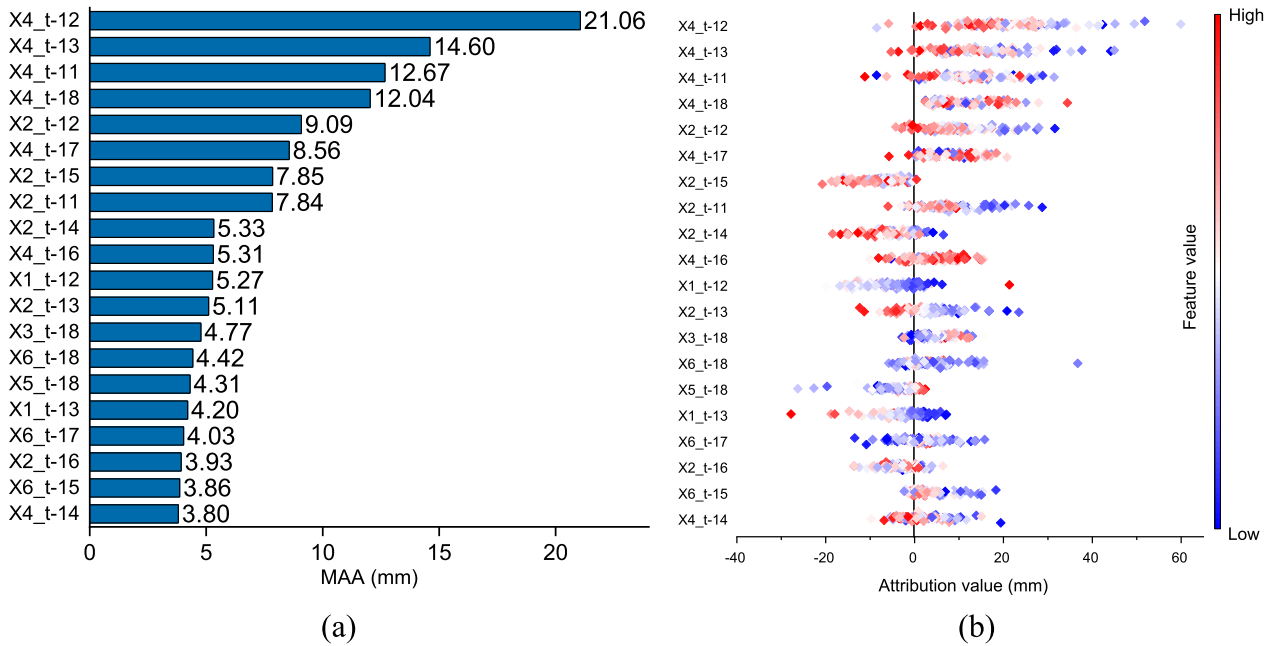 X4_t-12 21.06
X4_t-13 14.60
X4_t-11 12.67
X4_t-18 12.04
X2_t-12 9.09
X4_t-17 8.56
X2_t-15 7.85
X2_t-11 7.84
X2_t-14 5.33
X4_t-16 5.31
X1_t-12 5.27
X2_t-13 5.11
X3_t-18 4.77
X6_t-18 4.42
X5_t-18 4.31
X1_t-13 4.20
X6_t-17 4.03
X2_t-16 3.93
X6_t-15 3.86
X4_t-14 3.80
0 5 10 15 20
MAA (mm)
(a)
X4_t-12
X4_t-13
X4_t-11
X4_t-18
X2_t-12
X4_t-17
X2_t-15
X2_t-11
X2_t-14
X4_t-16
X1_t-12
X2_t-13
X3_t-18
X6_t-18
X5_t-18
X1_t-13
X6_t-17
X2_t-16
X6_t-15
X4_t-14
-40 -20 0 20 40 60
Attribution value (mm)
High
Feature value
Low
(b)